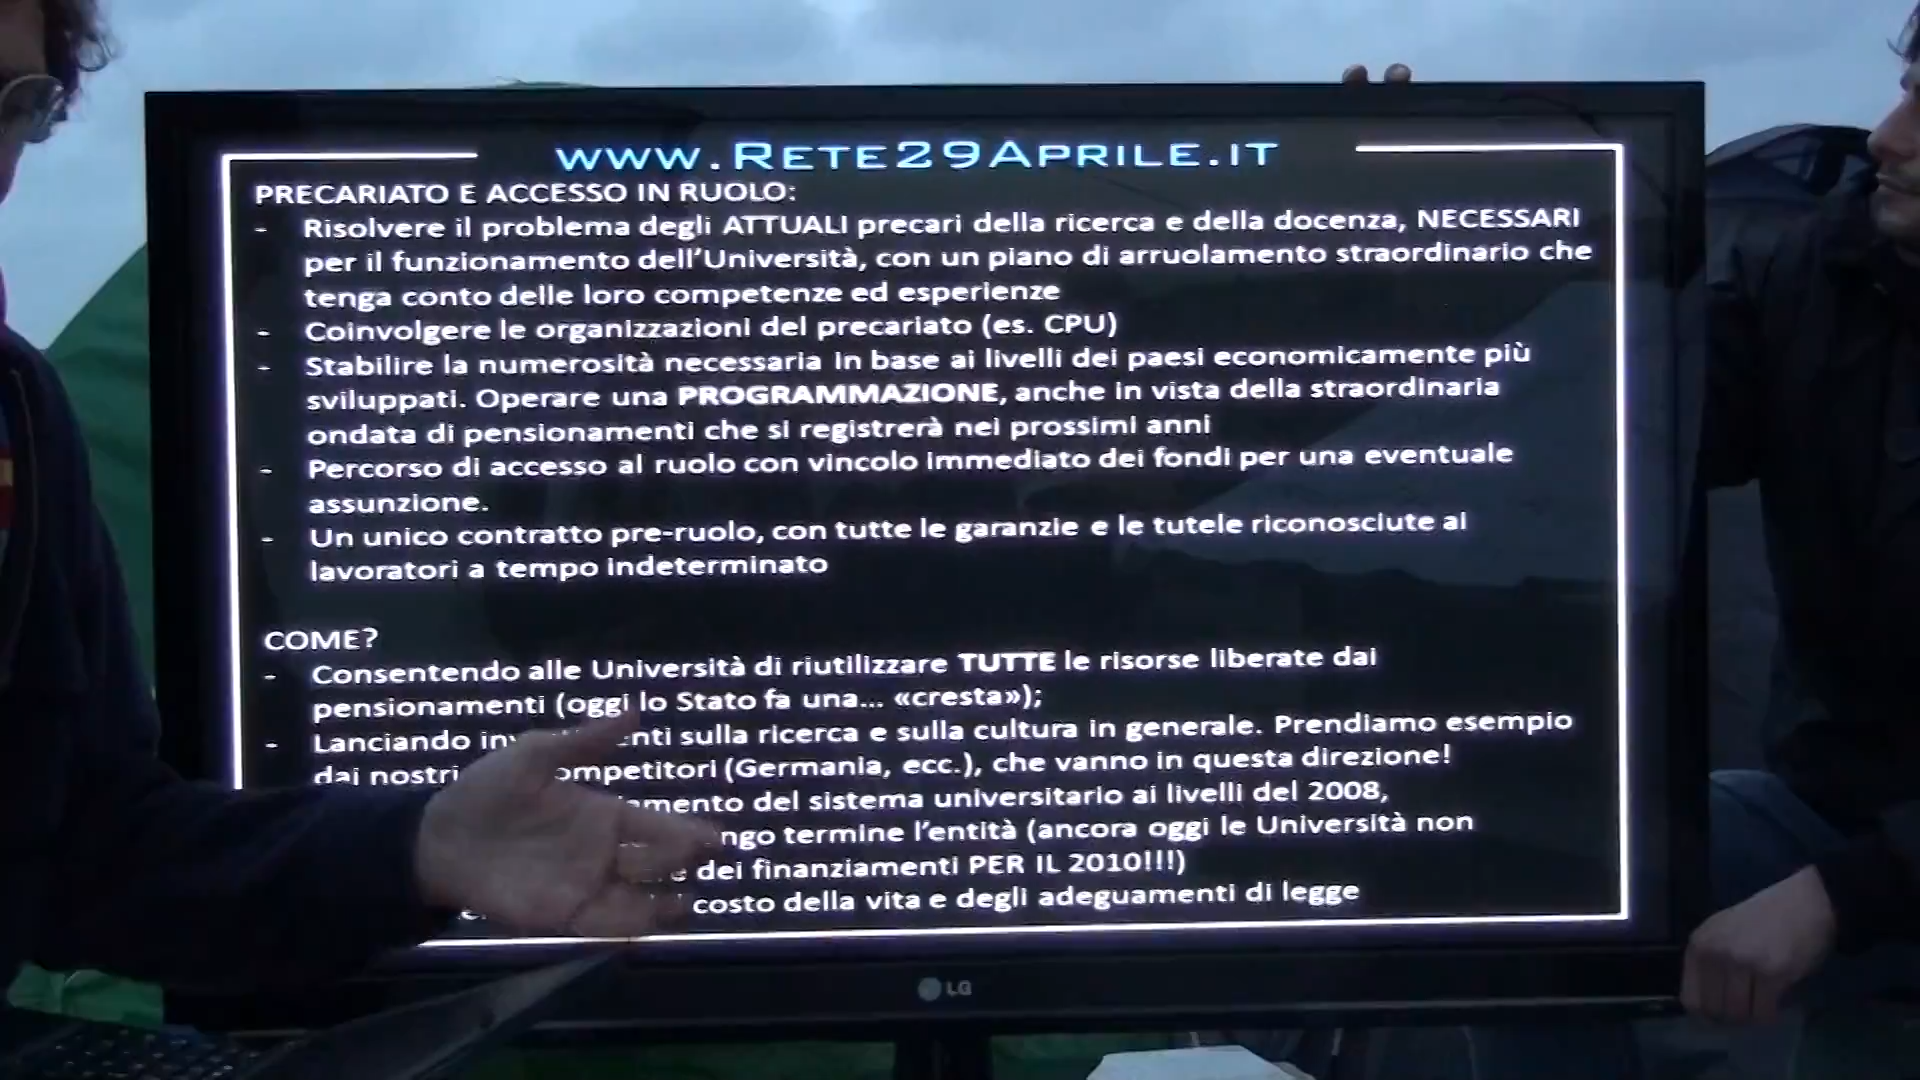 www.Rete29Aprile.it
PRECARIATO E ACCESSO IN RUOLO:
- Risolvere il problema degli ATTUALI precari della ricerca e della docenza, NECESSARI
per il funzionamento dell'Università, con un piano di arruolamento straordinario che
tenga conto delle loro competenze ed esperienze
- Coinvolgere le organizzazioni del precariato (es. CPU)
- Stabilire la numerosità necessaria in base ai livelli dei paesi economicamente più
sviluppati. Operare una PROGRAMMAZIONE, anche in vista della straordinaria
ondata di pensionamenti che si registrerà nei prossimi anni
- Percorso di accesso al ruolo con vincolo immediato dei fondi per una eventuale
assunzione.
- Un unico contratto pre-ruolo, con tutte le garanzie e le tutele riconosciute ai
lavoratori a tempo indeterminato
COME?
- Consentendo alle Università di riutilizzare TUTTE le risorse liberate dai
pensionamenti (oggi lo Stato fa una... «cresta»);
- Lanciando sulla ricerca e sulla cultura in generale. Prendiamo esempio
dai nostri (Germania, ecc.), che vanno in questa direzione!
del sistema universitario ai livelli del 2008,
termine l'entità (ancora oggi le Università non
dei finanziamenti PER IL 2010!!!)
costo della vita e degli adeguamenti di legge
LG